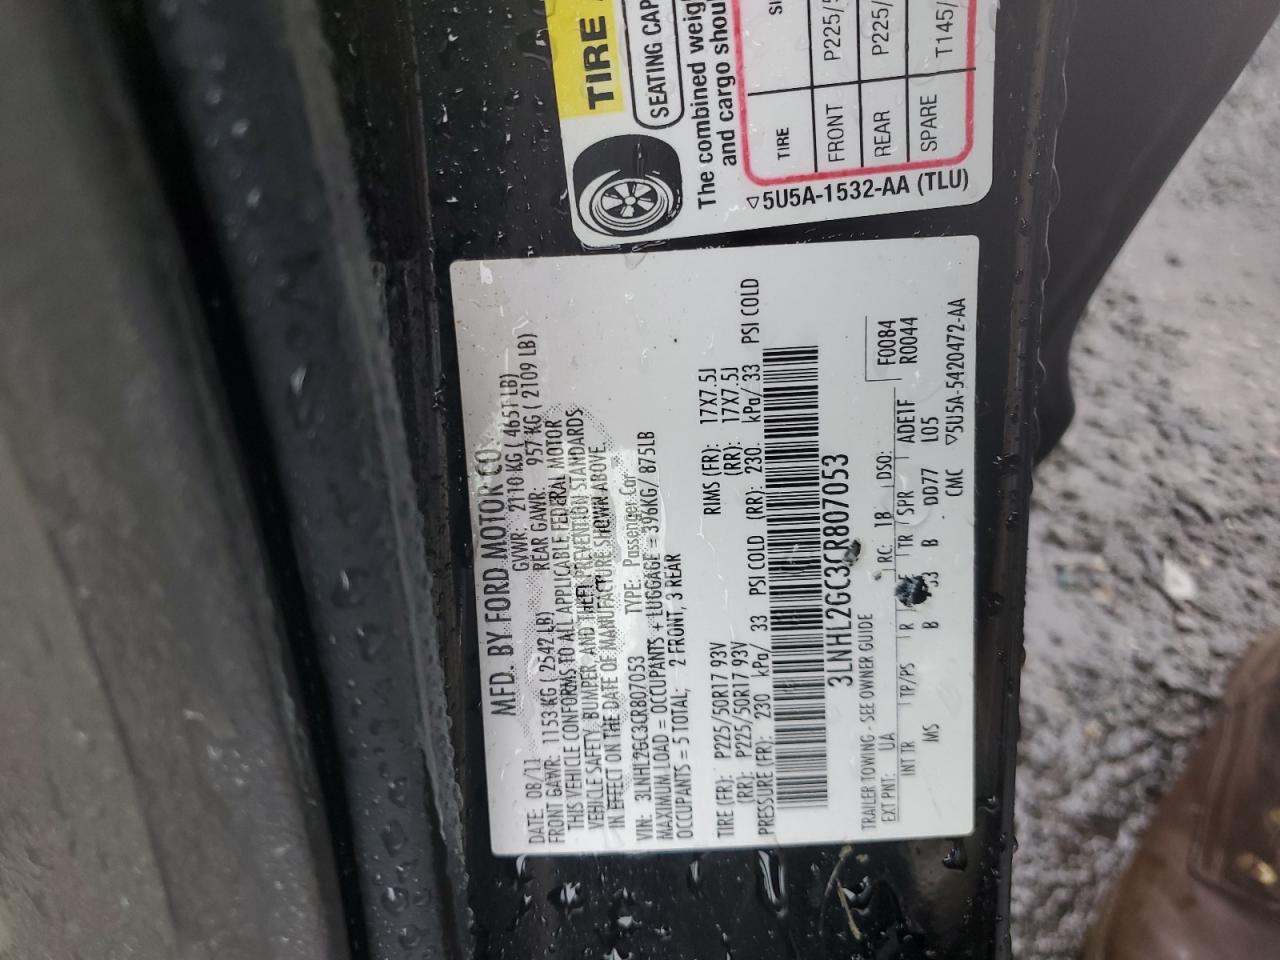 MFD. BY FORD MOTOR CO.
DATE: 08/11 GVWR: 2110 KG ( 4651 LB)
FRONT GAWR: 1153 KG ( 2542 LB) REAR GAWR: 957 KG ( 2109 LB)
THIS VEHICLE CONFORMS TO ALL APPLICABLE FEDERAL MOTOR
VEHICLE SAFETY, BUMPER, AND THEFT PREVENTION STANDARDS
IN EFFECT ON THE DATE OF MANUFACTURE SHOWN ABOVE.
VIN: 3LNHL2GC3CR807053 TYPE: Passenger Car
MAXIMUM LOAD = OCCUPANTS + LUGGAGE = 396KG/ 875LB
OCCUPANTS = 5 TOTAL; 2 FRONT, 3 REAR
TIRE (FR): P225/50R17 93V RIMS (FR): 17X7.5J
(RR): P225/50R17 93V (RR): 17X7.5J
PRESSURE (FR): 230 kPa/ 33 PSI COLD (RR): 230. kPa/ 33 PSI COLD
3LNHL2GC3CR807053
TRAILER TOWING - SEE OWNER GUIDE
F0084
R0044
EXT PNT: UA RC: 1B DSO:
INT TR TP/PS R TR / SPR ADE1F
MS B 33 B DD77 L05
CMC ▽5U5A-5420472-AA
TIRE
SEATING CAP
The combined weig
and cargo shou
TIRE SI
FRONT P225/5
REAR P225/
SPARE T145/
▽5U5A-1532-AA (TLU)